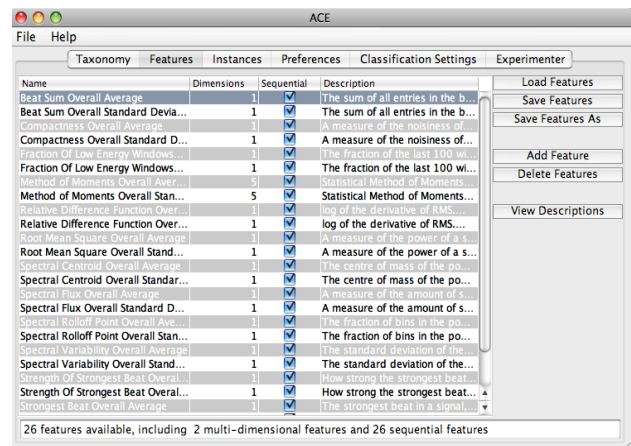 ACE
File Help
Taxonomy Features Instances Preferences Classification Settings Experimenter
Name Dimensions Sequential Description
Beat Sum Overall Average 1 The sum of all entries in the b...
Beat Sum Overall Standard Devia... 1 The sum of all entries in the b...
Compactness Overall Average 1 A measure of the noisiness of...
Compactness Overall Standard D... 1 A measure of the noisiness of...
Fraction Of Low Energy Windows... 1 The fraction of the last 100 wi...
Fraction Of Low Energy Windows... 1 The fraction of the last 100 wi...
Method of Moments Overall Aver... 5 Statistical Method of Moments...
Method of Moments Overall Stan... 5 Statistical Method of Moments...
Relative Difference Function Over... 1 log of the derivative of RMS....
Relative Difference Function Over... 1 log of the derivative of RMS....
Root Mean Square Overall Average 1 A measure of the power of a s...
Root Mean Square Overall Stand... 1 A measure of the power of a s...
Spectral Centroid Overall Average 1 The centre of mass of the po...
Spectral Centroid Overall Standar... 1 The centre of mass of the po...
Spectral Flux Overall Average 1 A measure of the amount of s...
Spectral Flux Overall Standard D... 1 A measure of the amount of s...
Spectral Rolloff Point Overall Ave... 1 The fraction of bins in the po...
Spectral Rolloff Point Overall Stan... 1 The fraction of bins in the po...
Spectral Variability Overall Average 1 The standard deviation of the...
Spectral Variability Overall Stand... 1 The standard deviation of the...
Strength Of Strongest Beat Overal... 1 How strong the strongest beat...
Strength Of Strongest Beat Overal... 1 How strong the strongest beat...
Strongest Beat Overall Average 1 The strongest beat in a signal,...
Load Features
Save Features
Save Features As
Add Feature
Delete Features
View Descriptions
26 features available, including 2 multi-dimensional features and 26 sequential features